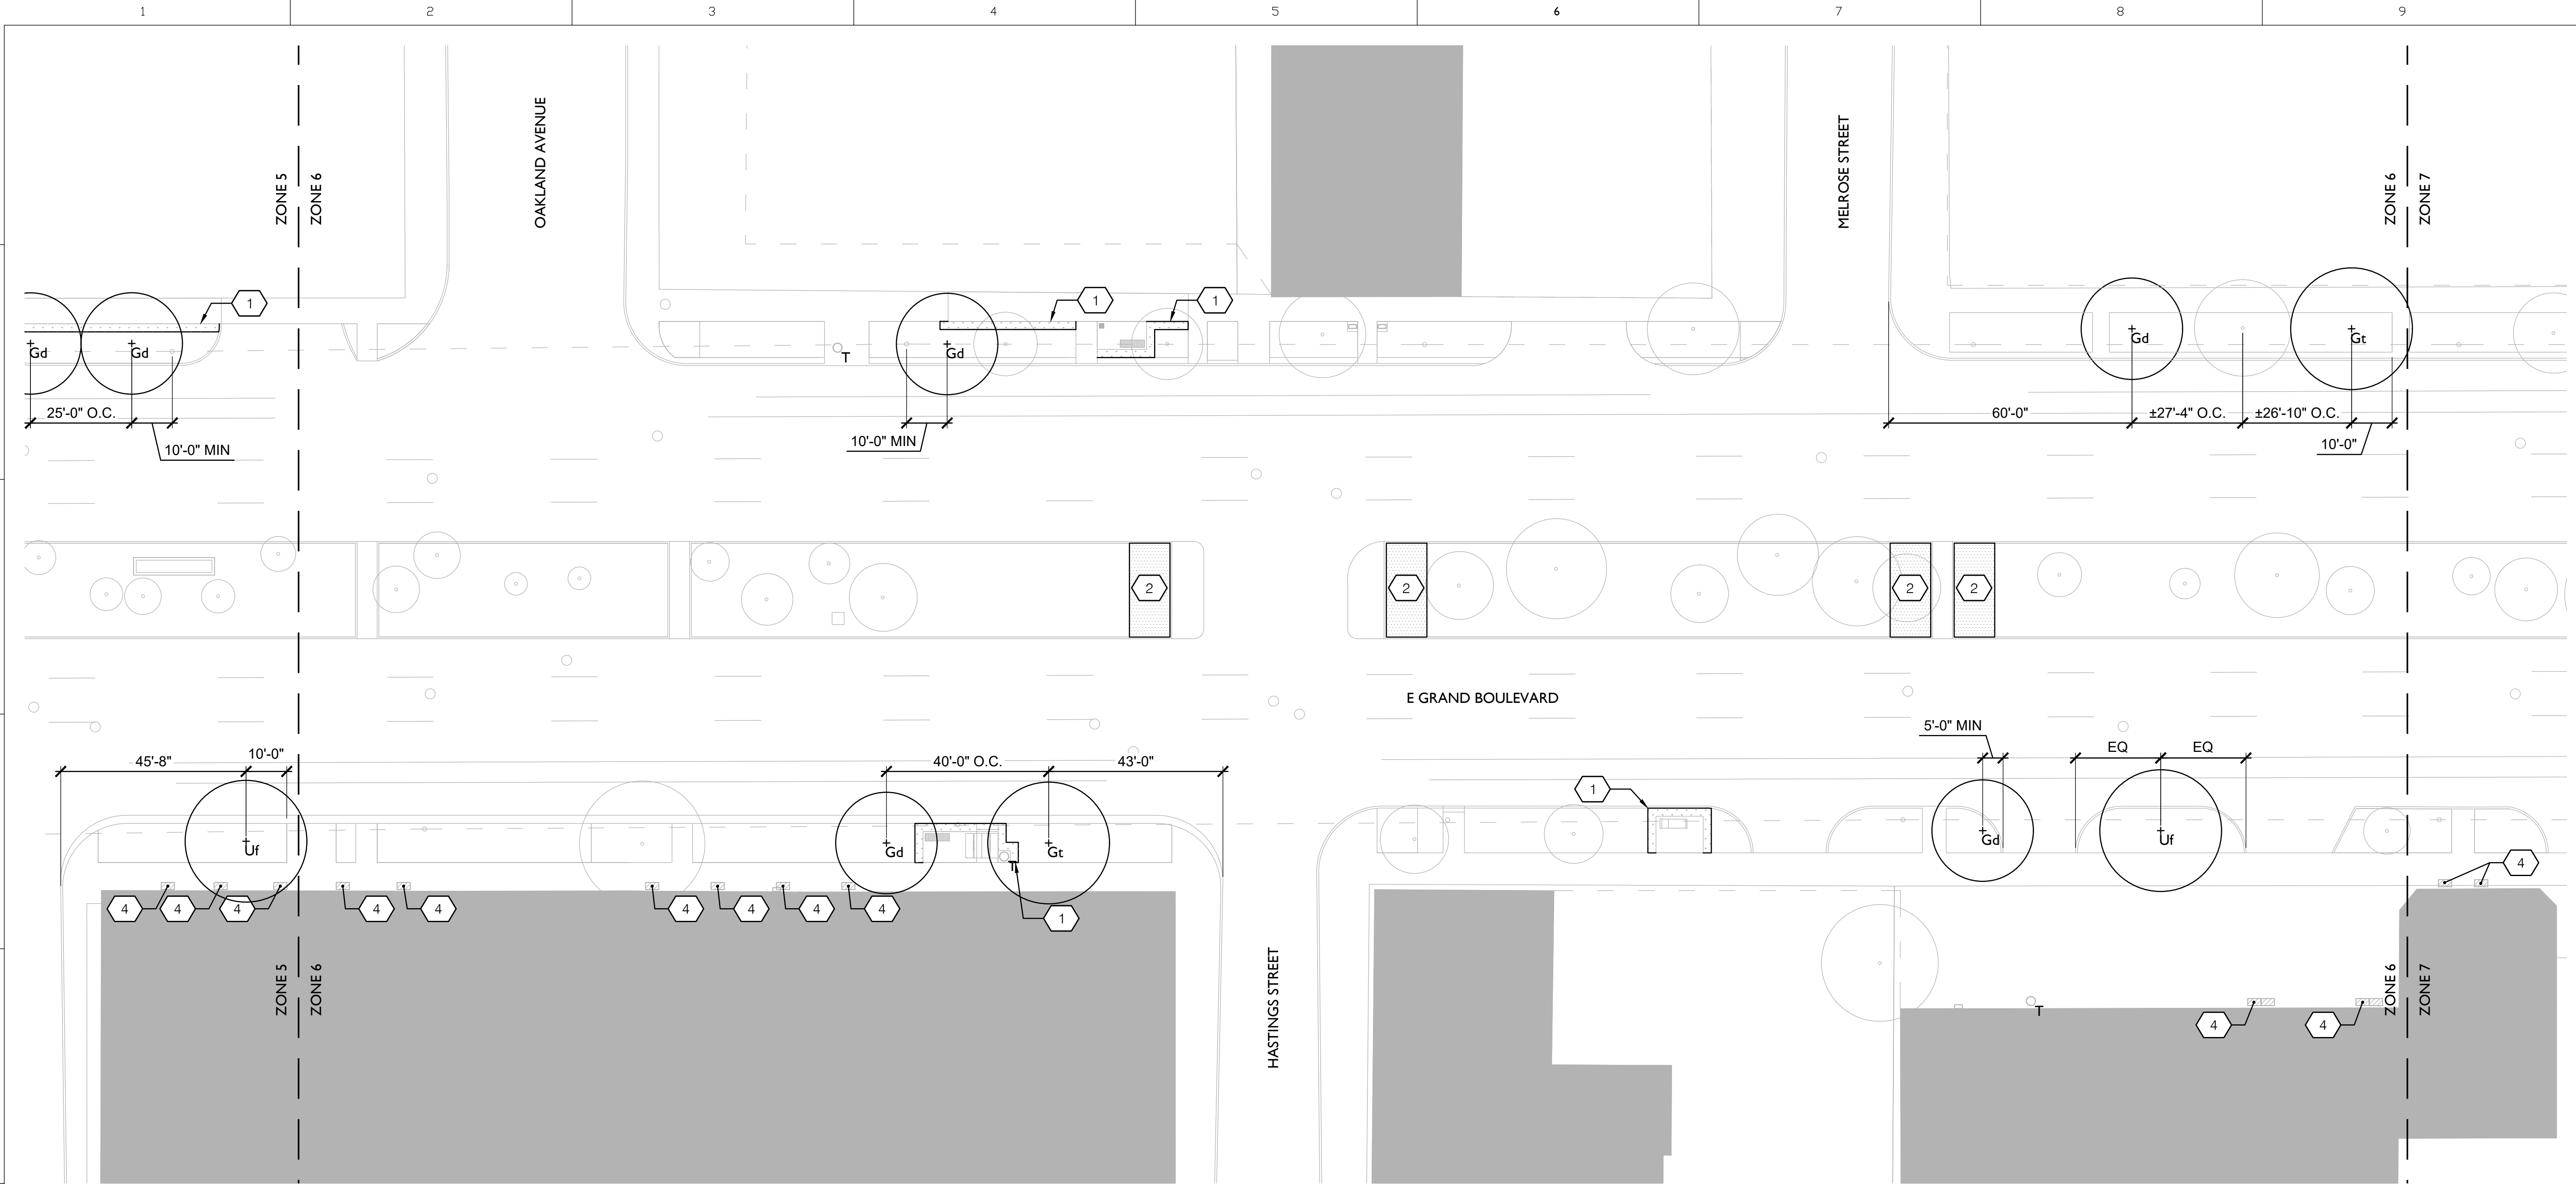 1 2 3 4 5 6 7 8 9
OAKLAND AVENUE
MELROSE STREET
ZONE 5
ZONE 6
ZONE 6
ZONE 7
1
1
1
Gd
Gd
T
Gd
Gd
Gt
25'-0" O.C.
10'-0" MIN
10'-0" MIN
60'-0"
±27'-4" O.C.
±26'-10" O.C.
10'-0"
2
2
2
2
E GRAND BOULEVARD
45'-8"
10'-0"
40'-0" O.C.
43'-0"
5'-0" MIN
EQ
EQ
1
Uf
Gd
T
Gt
Gd
Uf
4
4
4
4
4
4
4
4
4
1
4
ZONE 5
ZONE 6
HASTINGS STREET
T
4
4
ZONE 6
ZONE 7